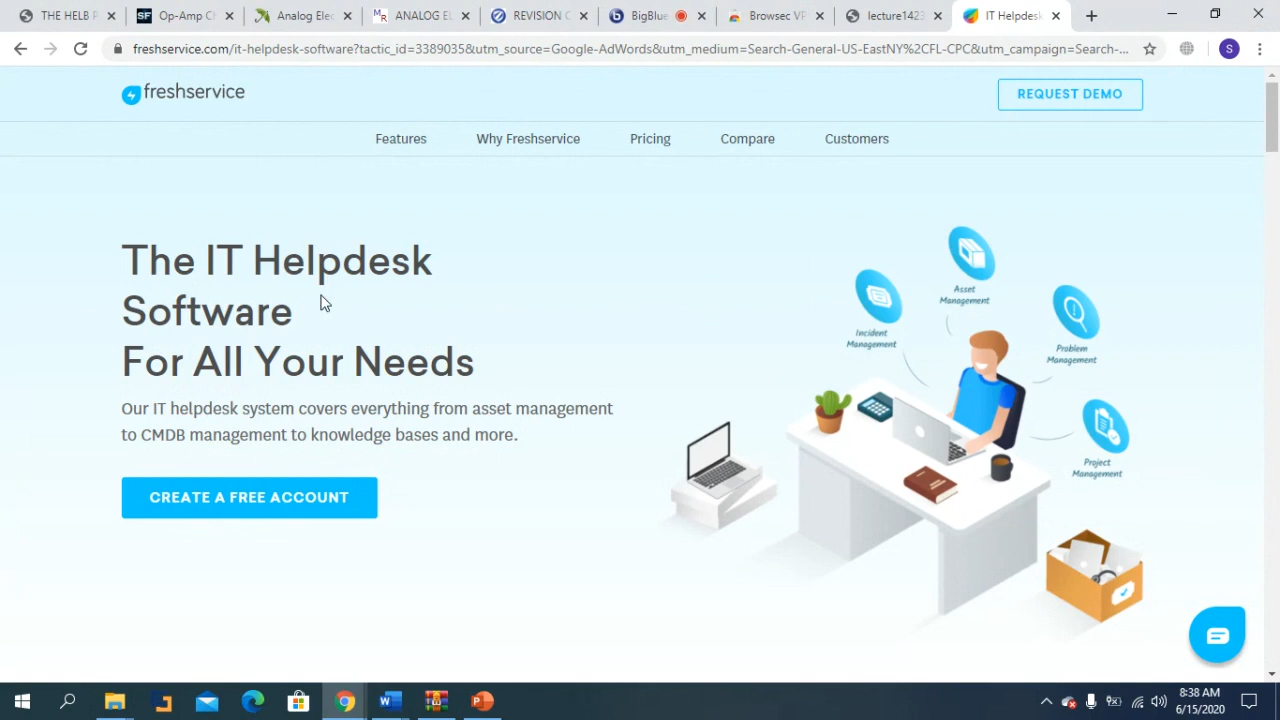 THE HELB P
Op-Amp Ch
Analog Elec
ANALOG EL
REVISION C
BigBlue
Browsec VP
lecture1423
IT Helpdesk
freshservice.com/it-helpdesk-software?tactic_id=3389035&utm_source=Google-AdWords&utm_medium=Search-General-US-EastNY%2CFL-CPC&utm_campaign=Search-...
S
freshservice
REQUEST DEMO
Features
Why Freshservice
Pricing
Compare
Customers
The IT Helpdesk
Software
For All Your Needs
Our IT helpdesk system covers everything from asset management
to CMDB management to knowledge bases and more.
CREATE A FREE ACCOUNT
Asset
Management
Incident
Management
Problem
Management
Project
Management
8:38 AM
6/15/2020